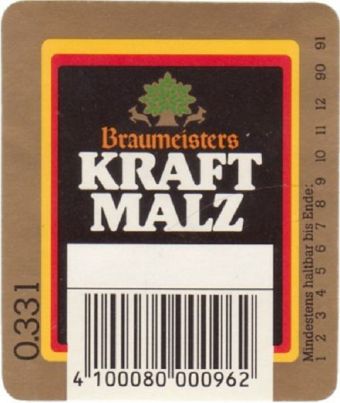 Braumeisters
KRAFT
MALZ
0.33l
Mindestens haltbar bis Ende:
1 2 3 4 5 6 7 8 9 10 11 12 90 91
4 100080 000962